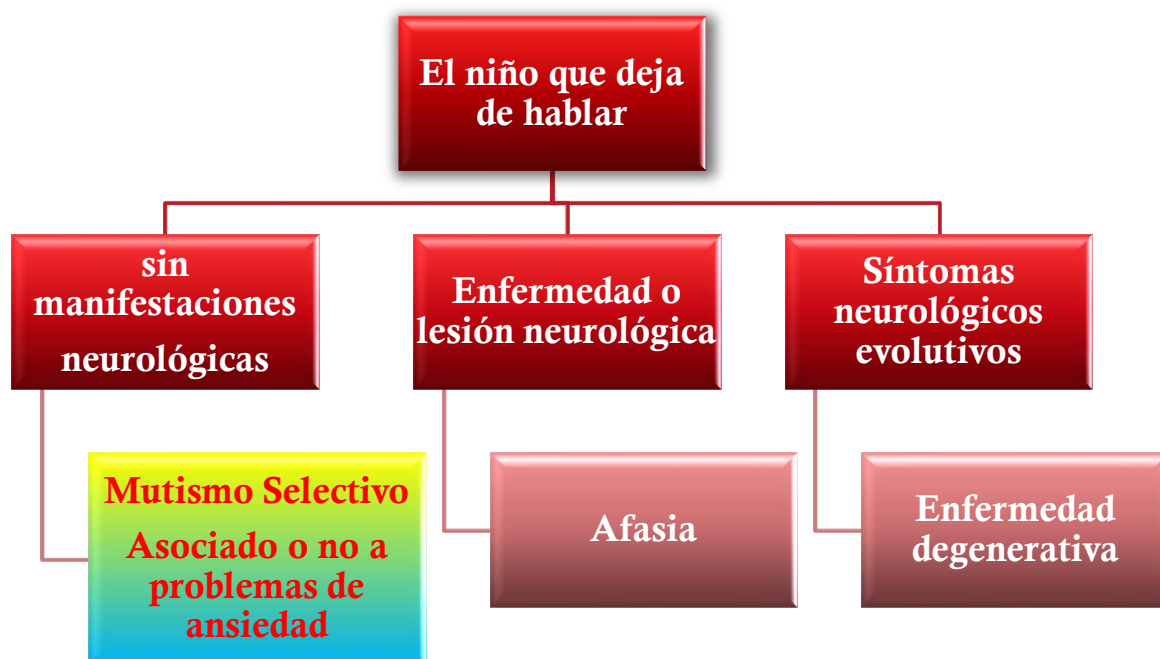 El niño que deja
de hablar
sin
manifestaciones
neurológicas
Enfermedad o
lesión neurológica
Síntomas
neurológicos
evolutivos
Mutismo Selectivo
Asociado o no a
problemas de
ansiedad
Afasia
Enfermedad
degenerativa